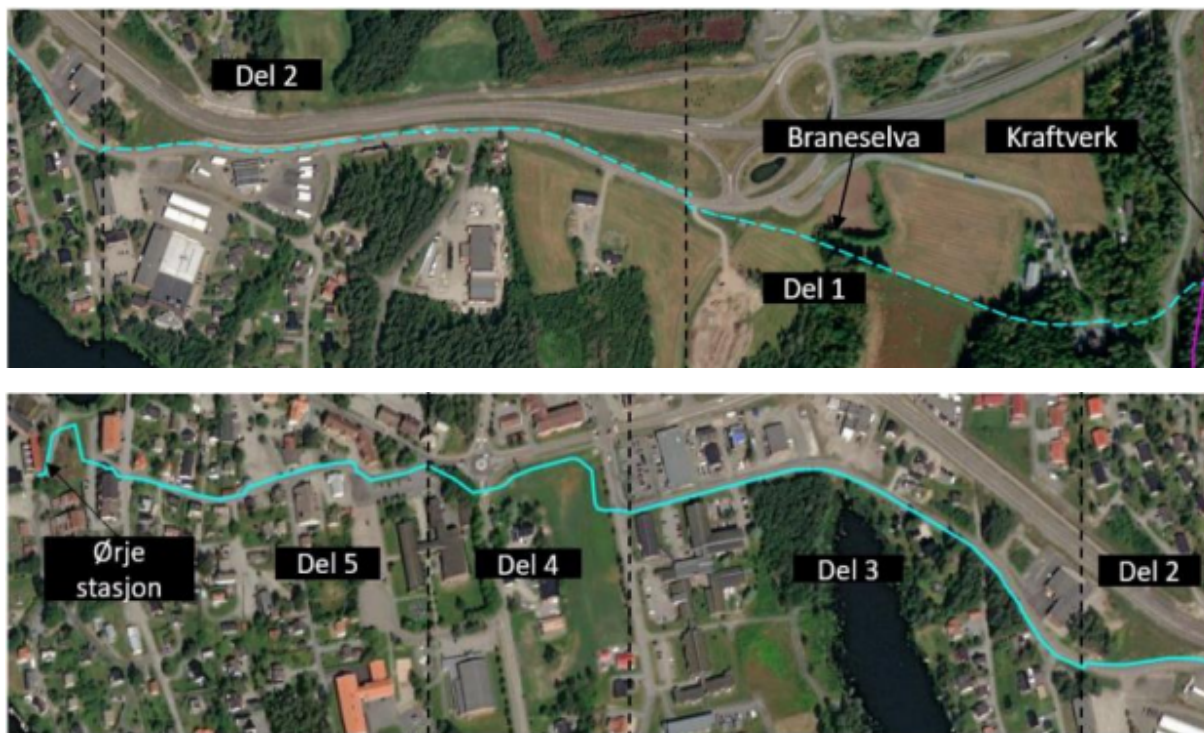 Del 2
Braneselva
Kraftverk
Del 1
Ørje
stasjon
Del 5
Del 4
Del 3
Del 2